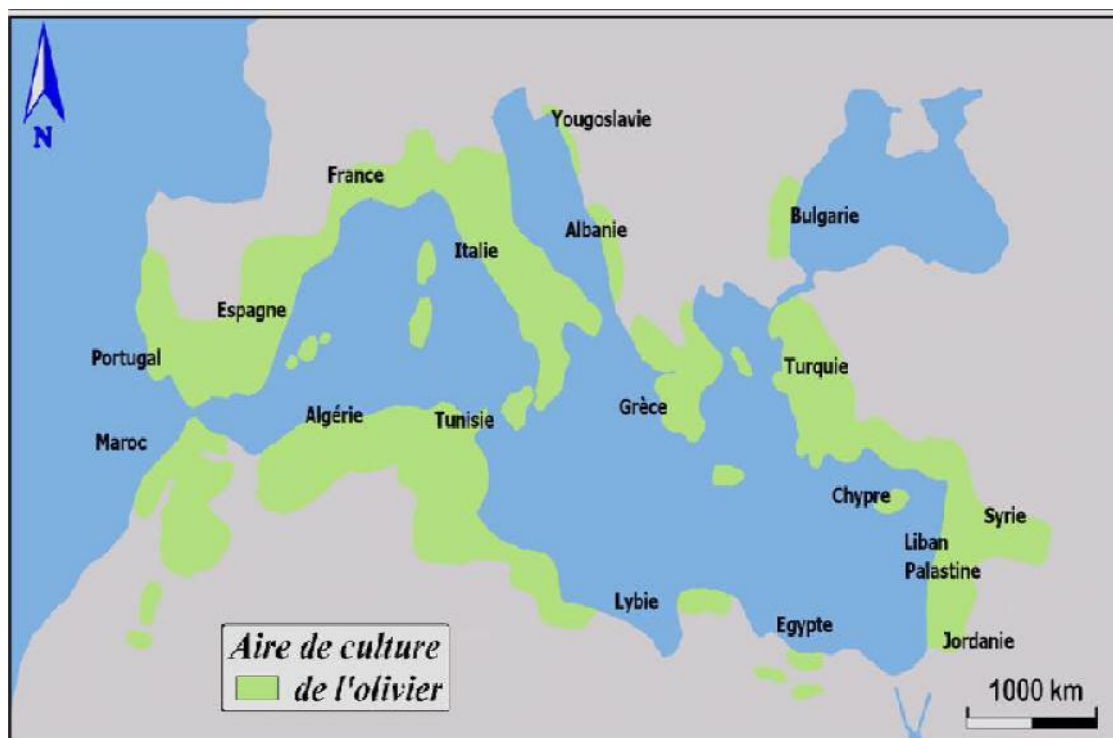 N
Yougoslavie
France
Bulgarie
Albanie
Italie
Espagne
Portugal
Turquie
Grèce
Algérie
Tunisie
Maroc
Chypre
Syrie
Liban
Palastine
Lybie
Egypte
Jordanie
Aire de culture
de l'olivier
1000 km